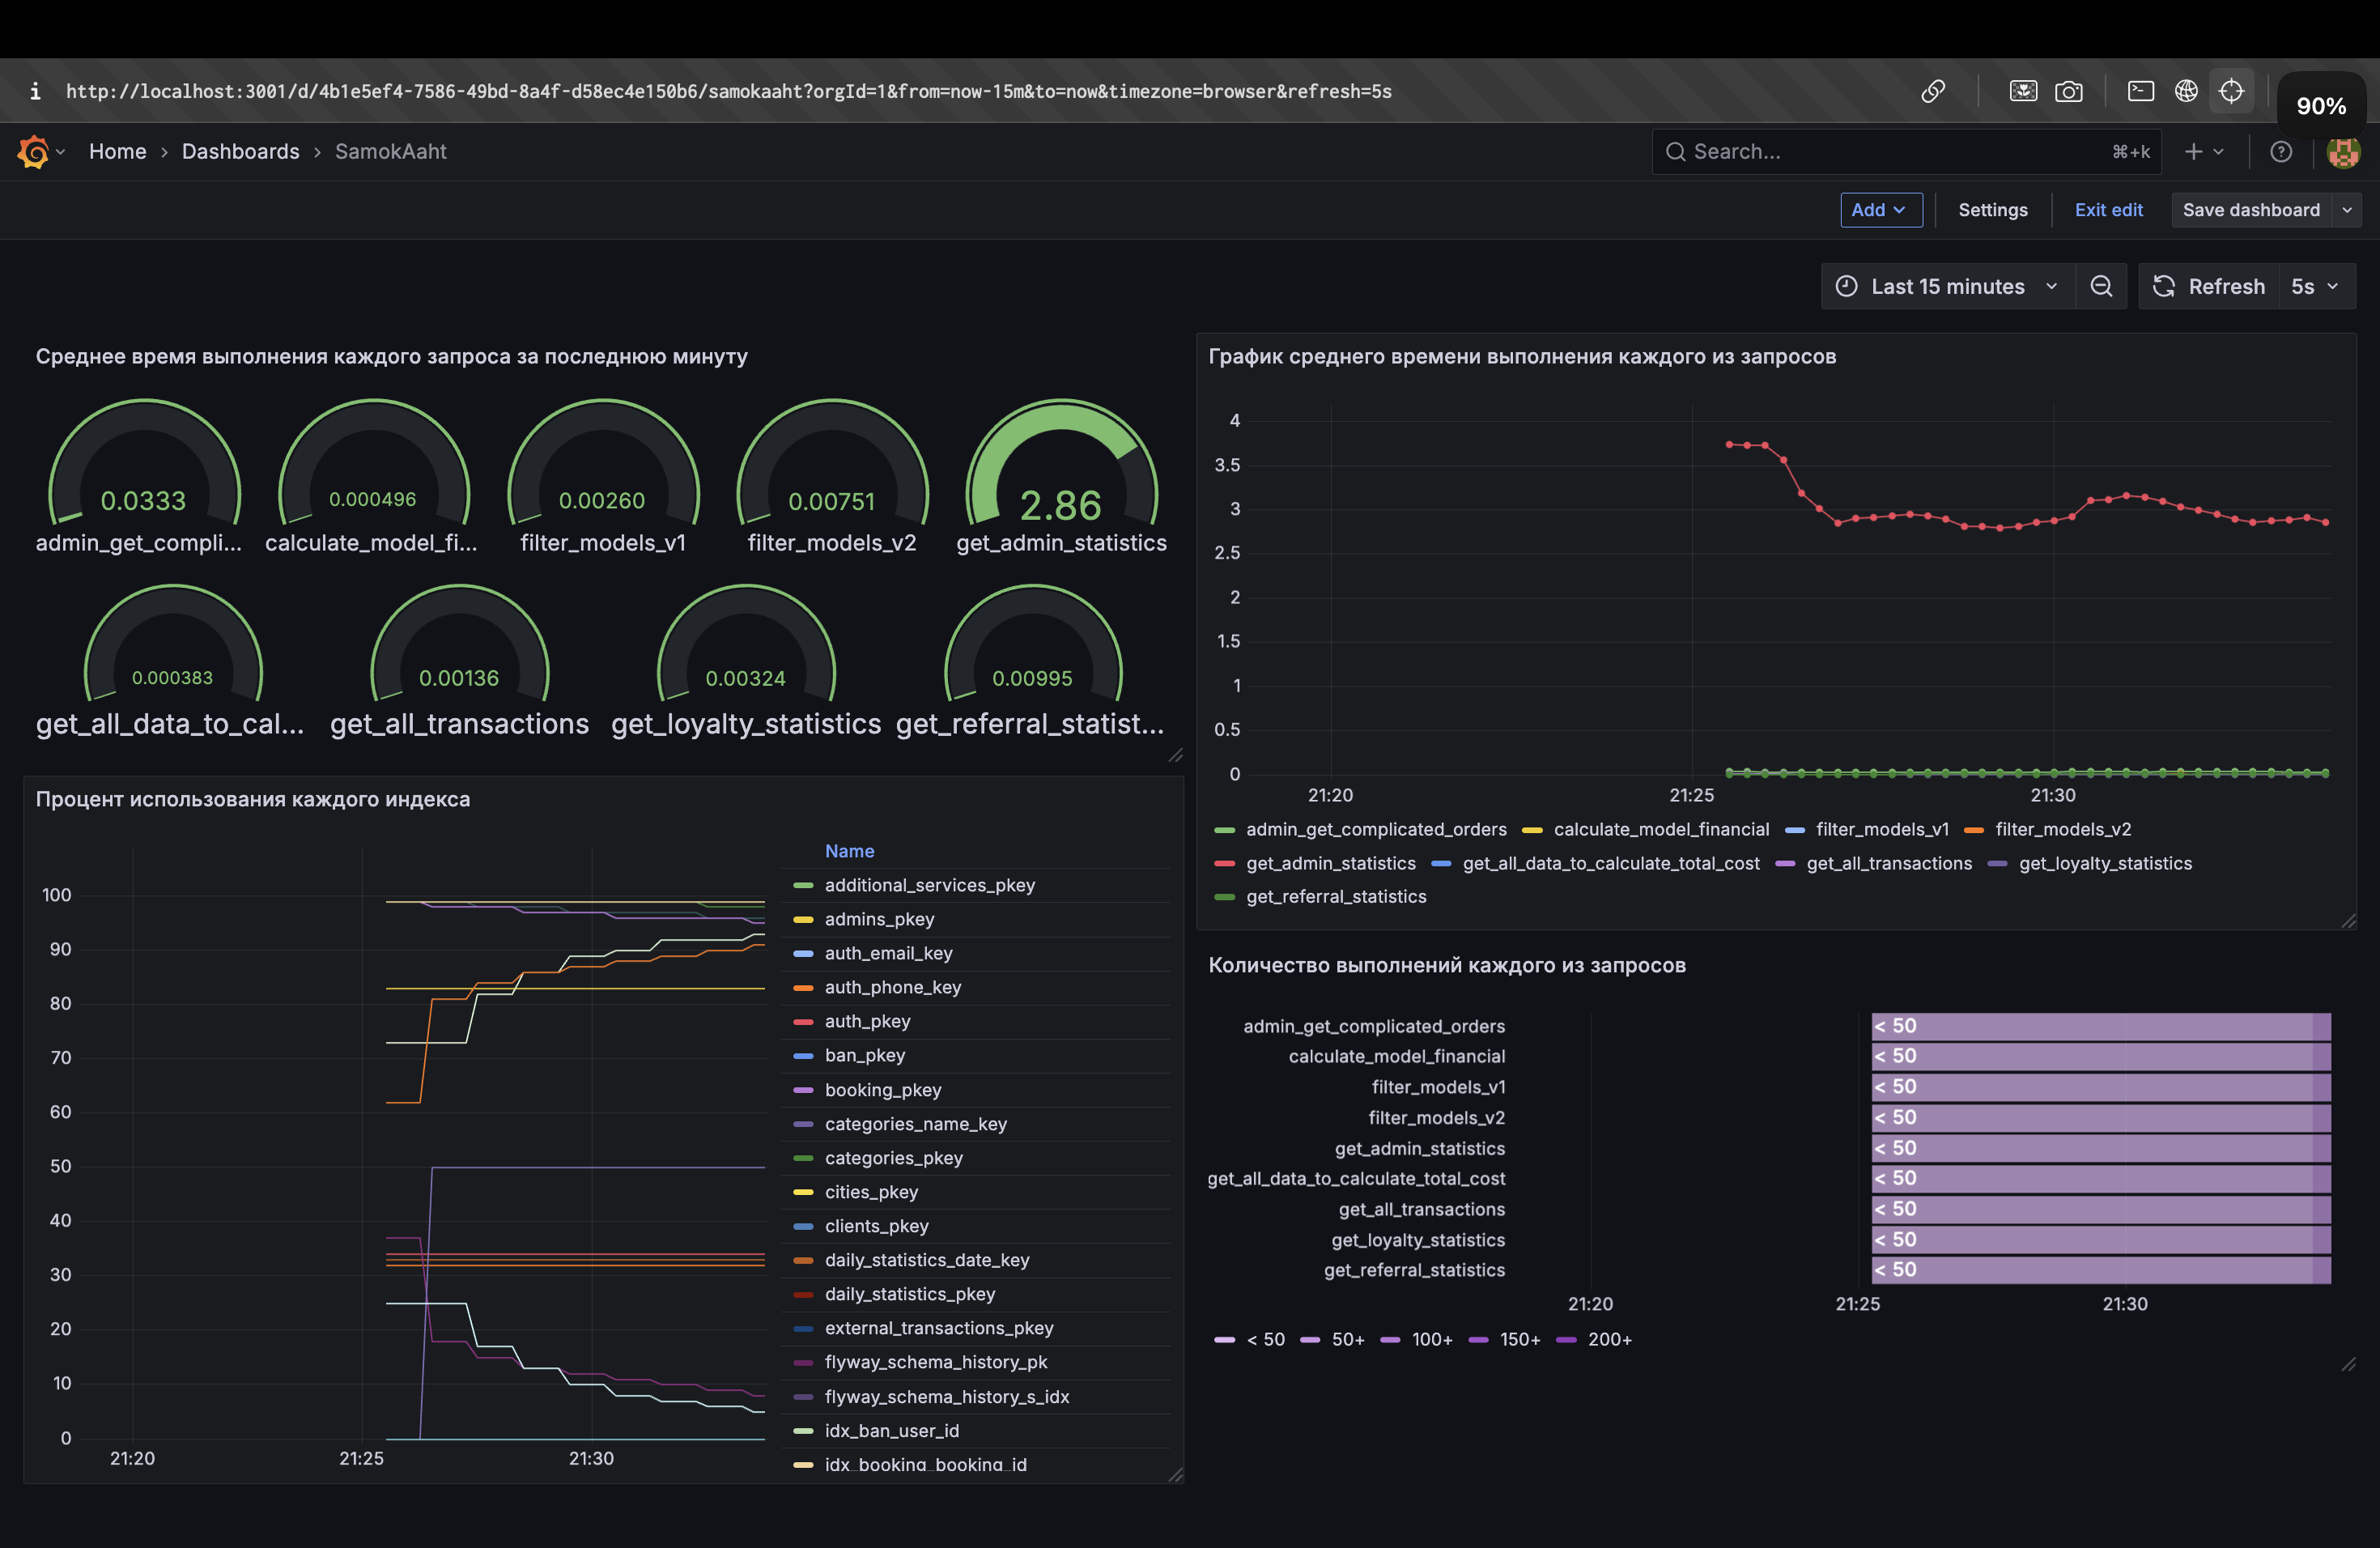 i http://localhost:3001/d/4b1e5ef4-7586-49bd-8a4f-d58ec4e150b6/samokaaht?orgId=1&from=now-15m&to=now&timezone=browser&refresh=5s
90%
Home › Dashboards › SamokAaht
Search... ⌘+k
Add
Settings
Exit edit
Save dashboard
Last 15 minutes
Refresh 5s
Среднее время выполнения каждого запроса за последнюю минуту
0.0333 0.000496 0.00260 0.00751 2.86
admin_get_compli... calculate_model_fi... filter_models_v1 filter_models_v2 get_admin_statistics
0.000383 0.00136 0.00324 0.00995
get_all_data_to_cal... get_all_transactions get_loyalty_statistics get_referral_statist...
График среднего времени выполнения каждого из запросов
4
3.5
3
2.5
2
1.5
1
0.5
0
21:20 21:25 21:30
admin_get_complicated_orders calculate_model_financial filter_models_v1 filter_models_v2
get_admin_statistics get_all_data_to_calculate_total_cost get_all_transactions get_loyalty_statistics
get_referral_statistics
Процент использования каждого индекса
100
90
80
70
60
50
40
30
20
10
0
21:20 21:25 21:30
Name
additional_services_pkey
admins_pkey
auth_email_key
auth_phone_key
auth_pkey
ban_pkey
booking_pkey
categories_name_key
categories_pkey
cities_pkey
clients_pkey
daily_statistics_date_key
daily_statistics_pkey
external_transactions_pkey
flyway_schema_history_pk
flyway_schema_history_s_idx
idx_ban_user_id
idx_booking_booking_id
Количество выполнений каждого из запросов
admin_get_complicated_orders < 50
calculate_model_financial < 50
filter_models_v1 < 50
filter_models_v2 < 50
get_admin_statistics < 50
get_all_data_to_calculate_total_cost < 50
get_all_transactions < 50
get_loyalty_statistics < 50
get_referral_statistics < 50
21:20 21:25 21:30
< 50 50+ 100+ 150+ 200+